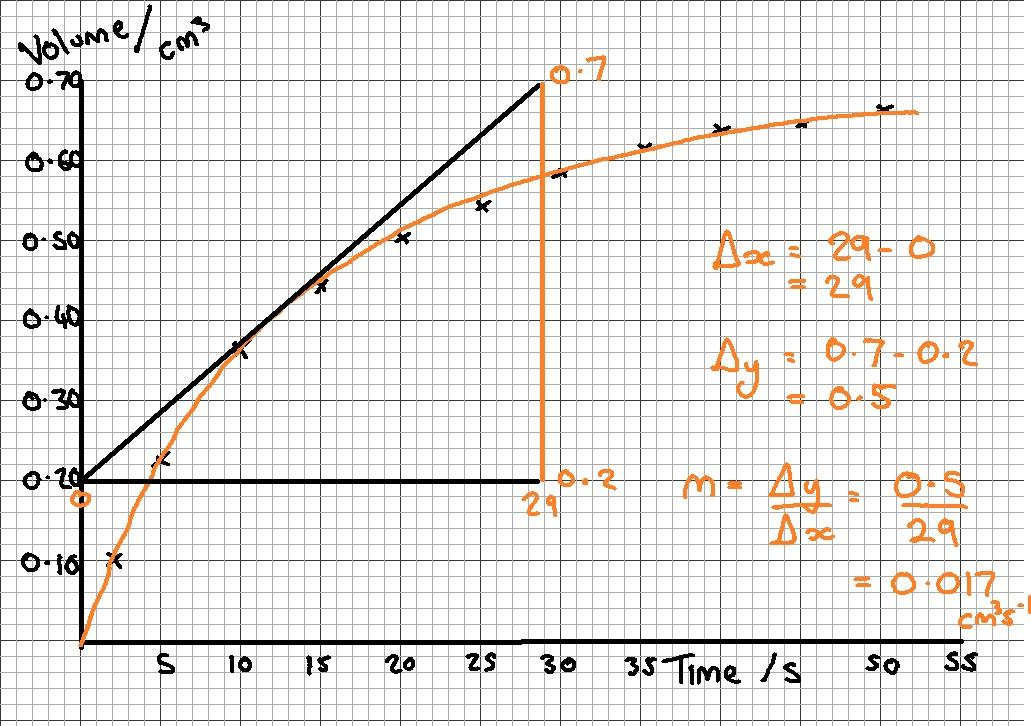 Volume / cm³
0.70
0.60
0.50
0.40
0.30
0.20
0.10
0.7
0
29
0.2
Δx = 29 - 0
= 29
Δy = 0.7 - 0.2
= 0.5
m = Δy/Δx = 0.5/29
= 0.017
cm³s⁻¹
5 10 15 20 25 30 35 Time /s 50 55